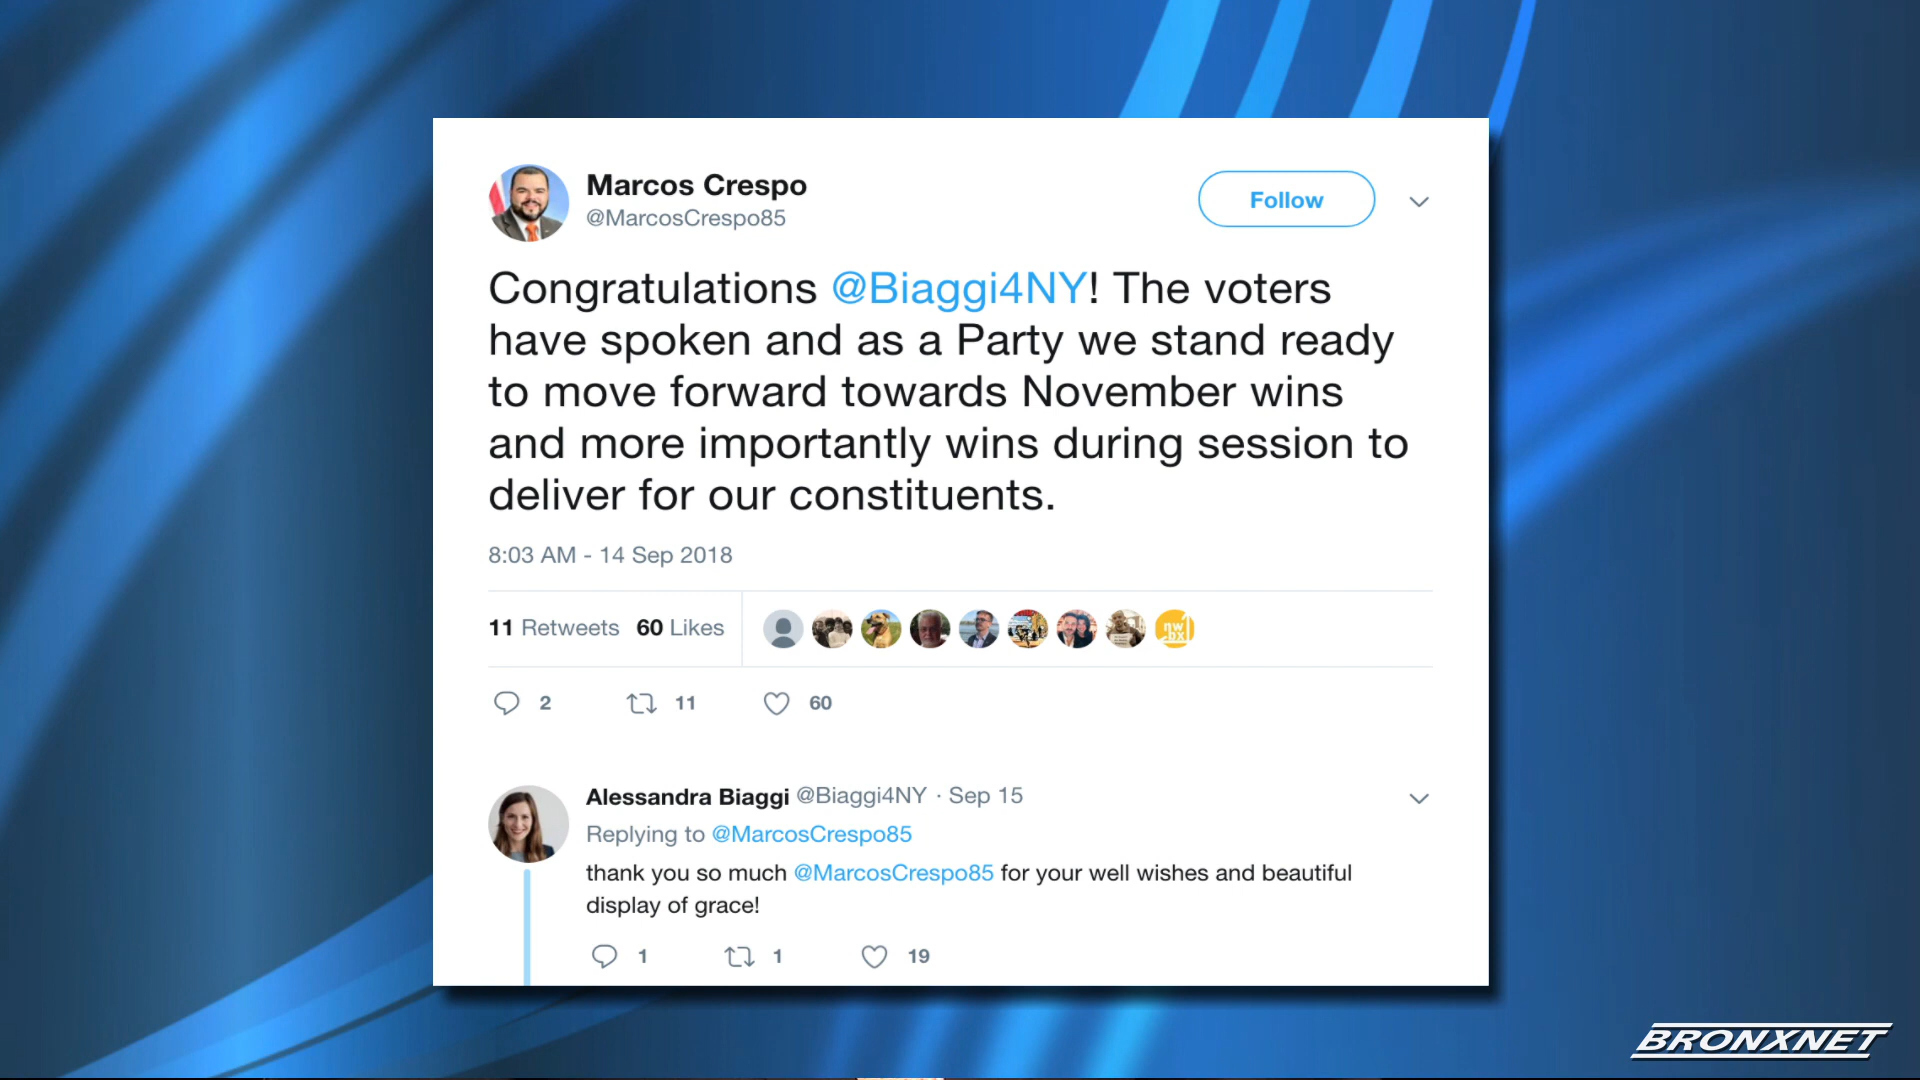 Marcos Crespo
@MarcosCrespo85
Follow
Congratulations @Biaggi4NY! The voters
have spoken and as a Party we stand ready
to move forward towards November wins
and more importantly wins during session to
deliver for our constituents.
8:03 AM - 14 Sep 2018
11 Retweets 60 Likes
nw
bx
2 11 60
Alessandra Biaggi @Biaggi4NY · Sep 15
Replying to @MarcosCrespo85
thank you so much @MarcosCrespo85 for your well wishes and beautiful
display of grace!
1 1 19
BRONXNET